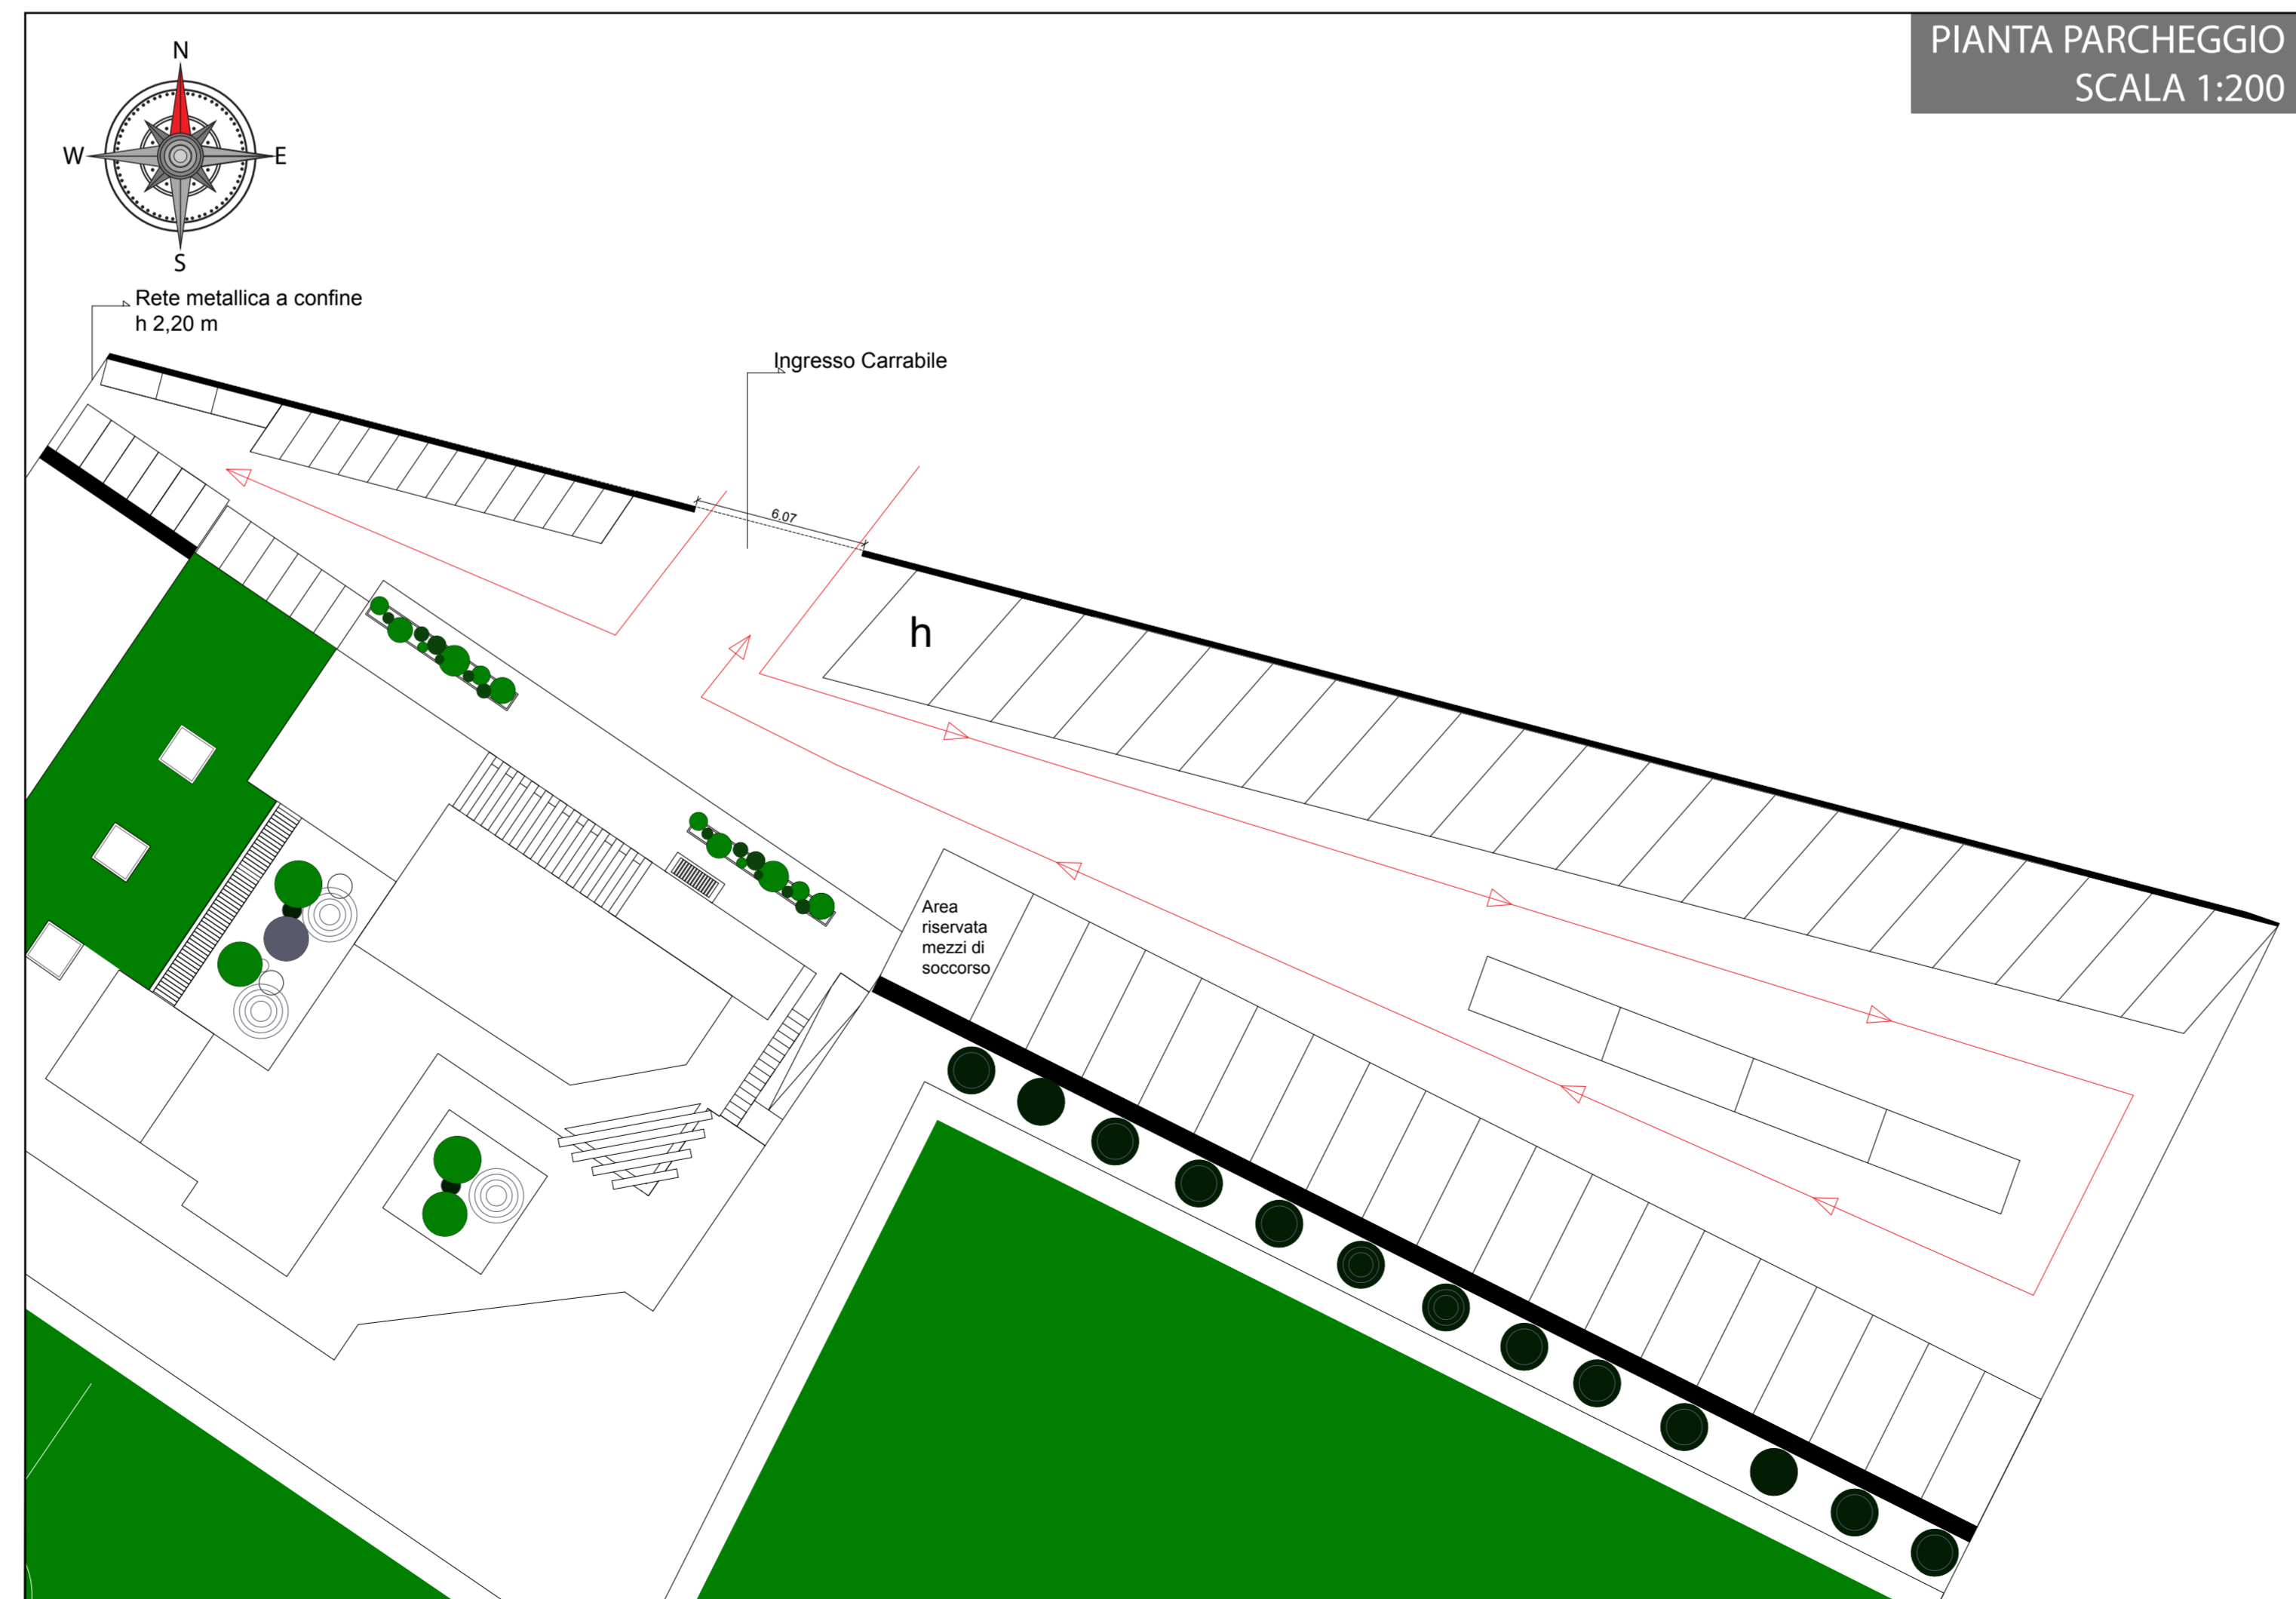 PIANTA PARCHEGGIO
SCALA 1:200
N
W
E
S
Rete metallica a confine
h 2,20 m
Ingresso Carrabile
6.07
h
Area
riservata
mezzi di
soccorso